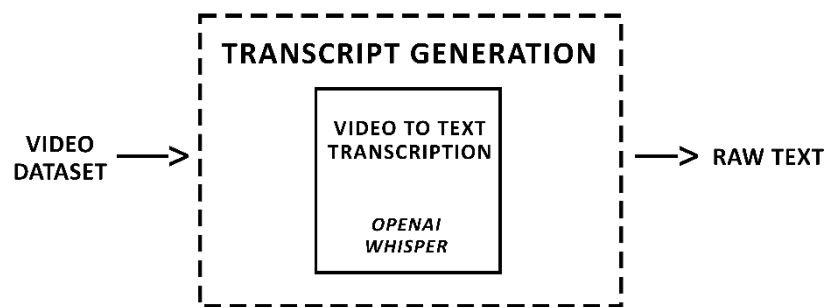 TRANSCRIPT GENERATION
VIDEO TO TEXT
TRANSCRIPTION
VIDEO
DATASET
RAW TEXT
OPENAI
WHISPER